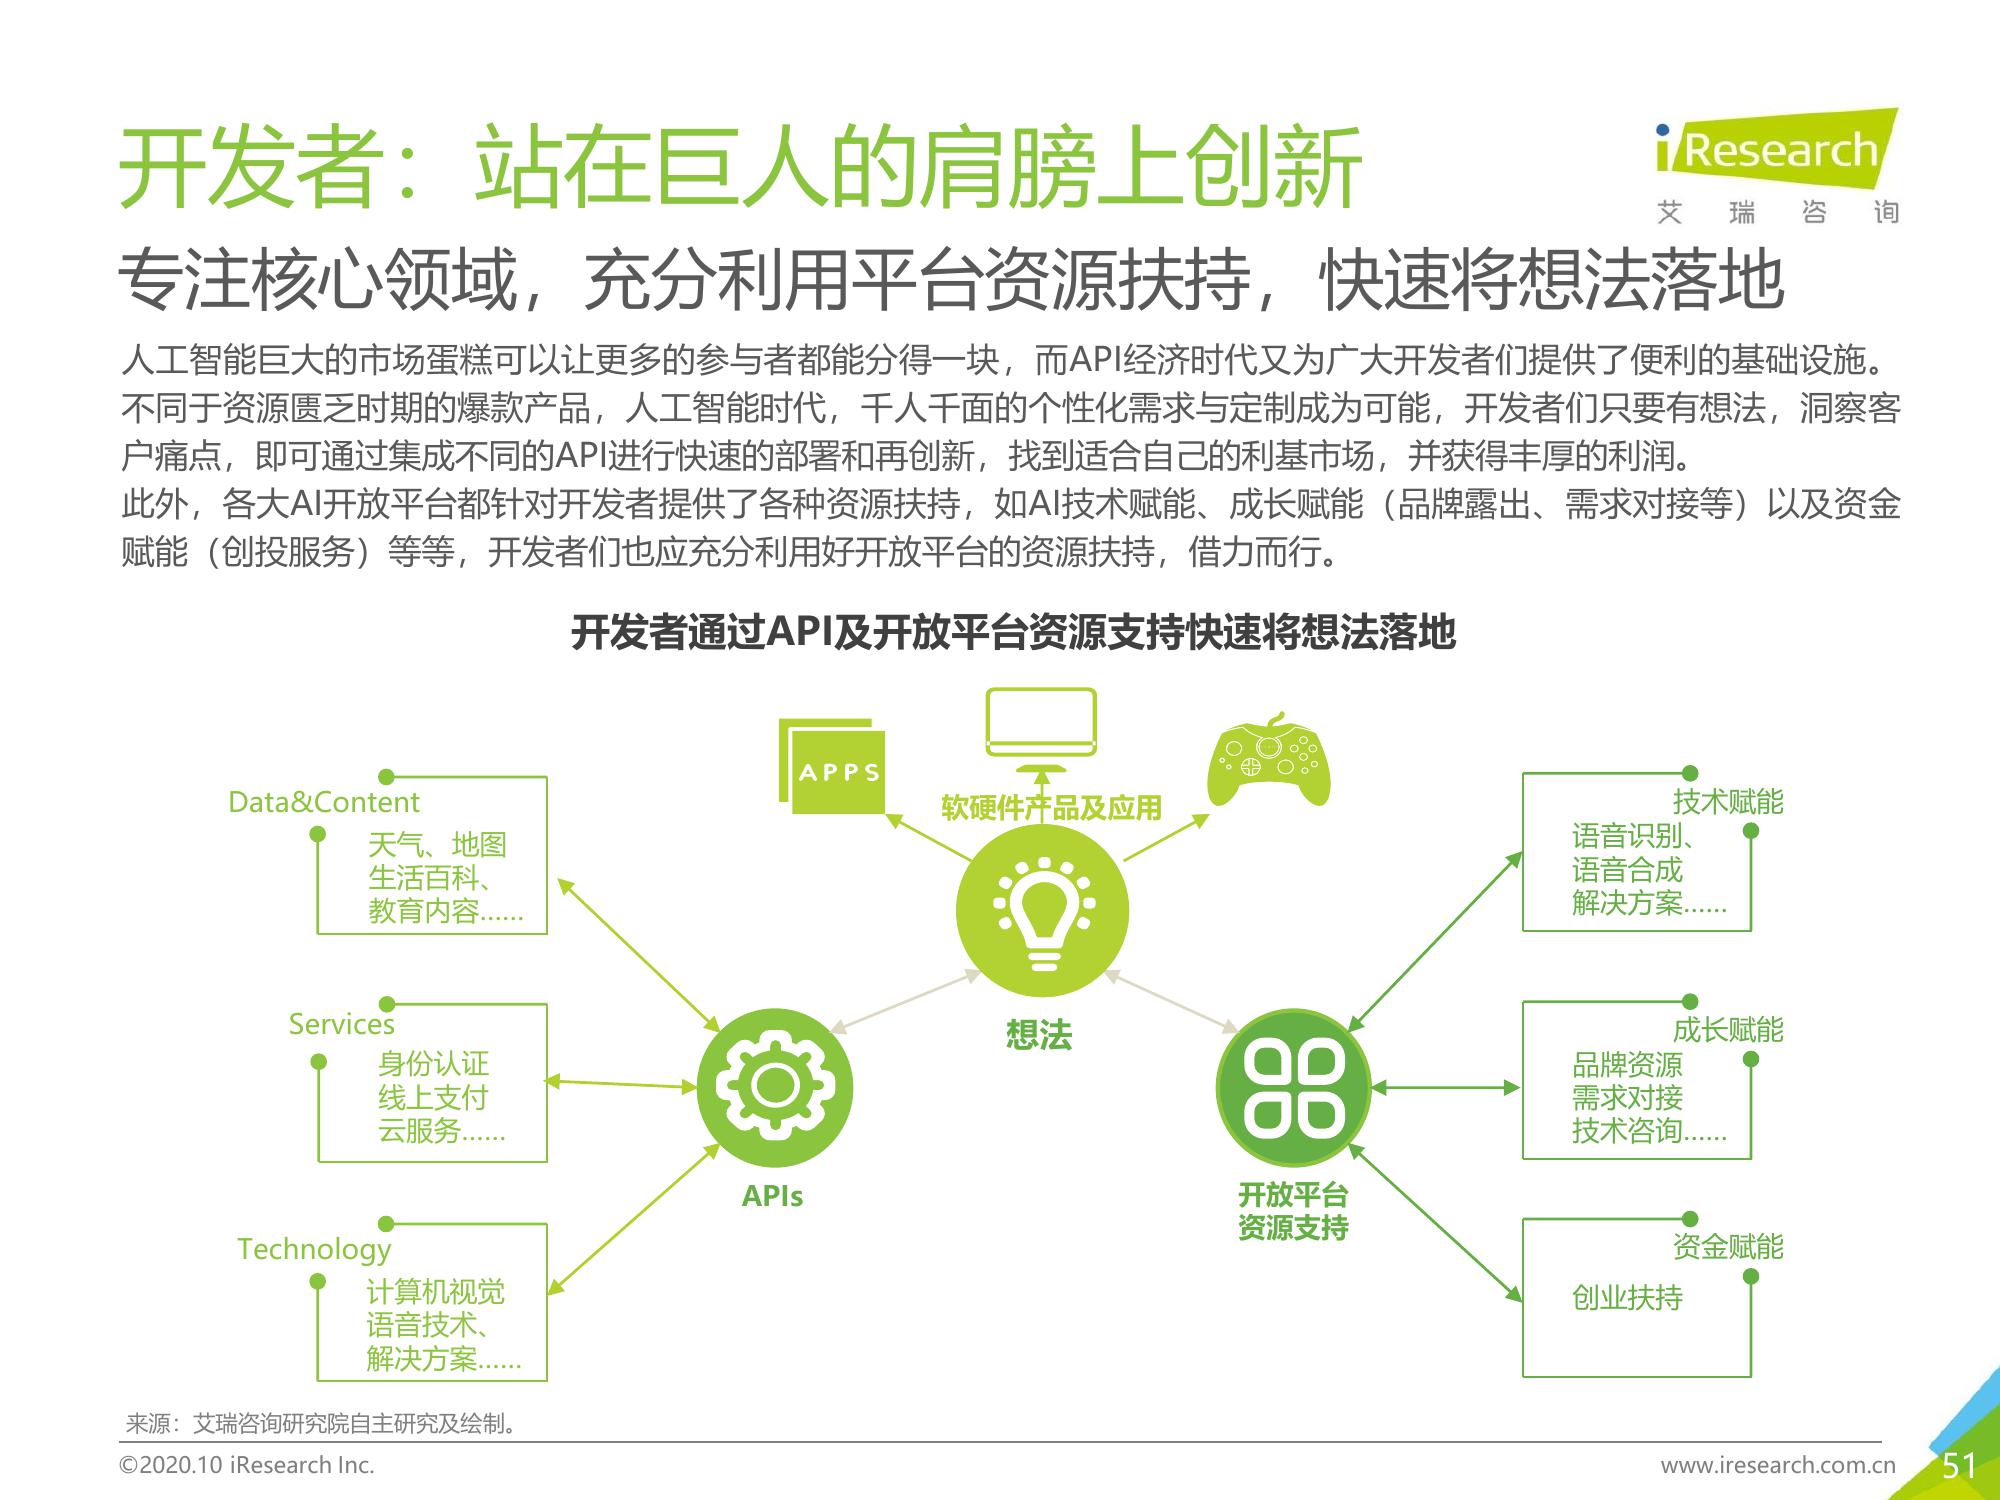 开发者：站在巨人的肩膀上创新
iResearch
艾瑞咨询
专注核心领域，充分利用平台资源扶持，快速将想法落地
人工智能巨大的市场蛋糕可以让更多的参与者都能分得一块，而API经济时代又为广大开发者们提供了便利的基础设施。
不同于资源匮乏时期的爆款产品，人工智能时代，千人千面的个性化需求与定制成为可能，开发者们只要有想法，洞察客
户痛点，即可通过集成不同的API进行快速的部署和再创新，找到适合自己的利基市场，并获得丰厚的利润。
此外，各大AI开放平台都针对开发者提供了各种资源扶持，如AI技术赋能、成长赋能（品牌露出、需求对接等）以及资金
赋能（创投服务）等等，开发者们也应充分利用好开放平台的资源扶持，借力而行。
开发者通过API及开放平台资源支持快速将想法落地
APPS
软硬件产品及应用
想法
Data&Content
天气、地图
生活百科、
教育内容……
Services
身份认证
线上支付
云服务……
Technology
计算机视觉
语音技术、
解决方案……
APIs
开放平台
资源支持
技术赋能
语音识别、
语音合成
解决方案……
成长赋能
品牌资源
需求对接
技术咨询……
资金赋能
创业扶持
来源：艾瑞咨询研究院自主研究及绘制。
©2020.10 iResearch Inc.
www.iresearch.com.cn
51